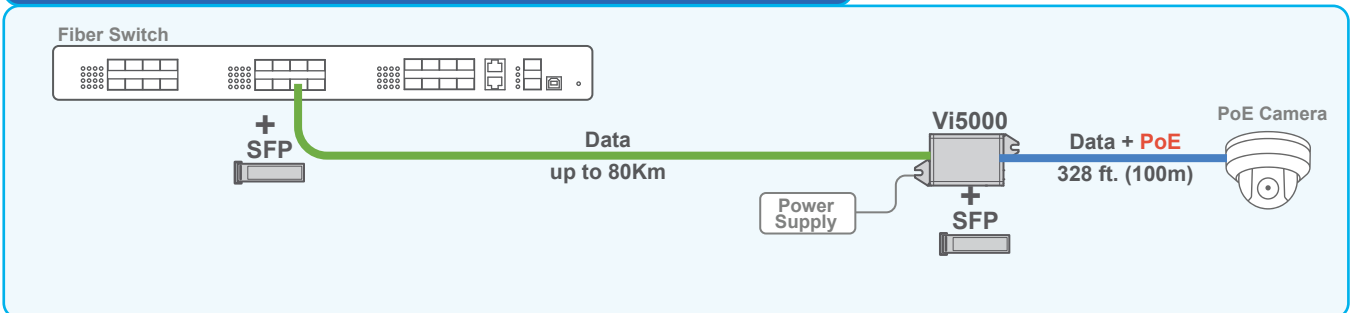 Fiber Switch
+
SFP
Data
up to 80Km
Vi5000
Power
Supply
+
SFP
Data + PoE
328 ft. (100m)
PoE Camera